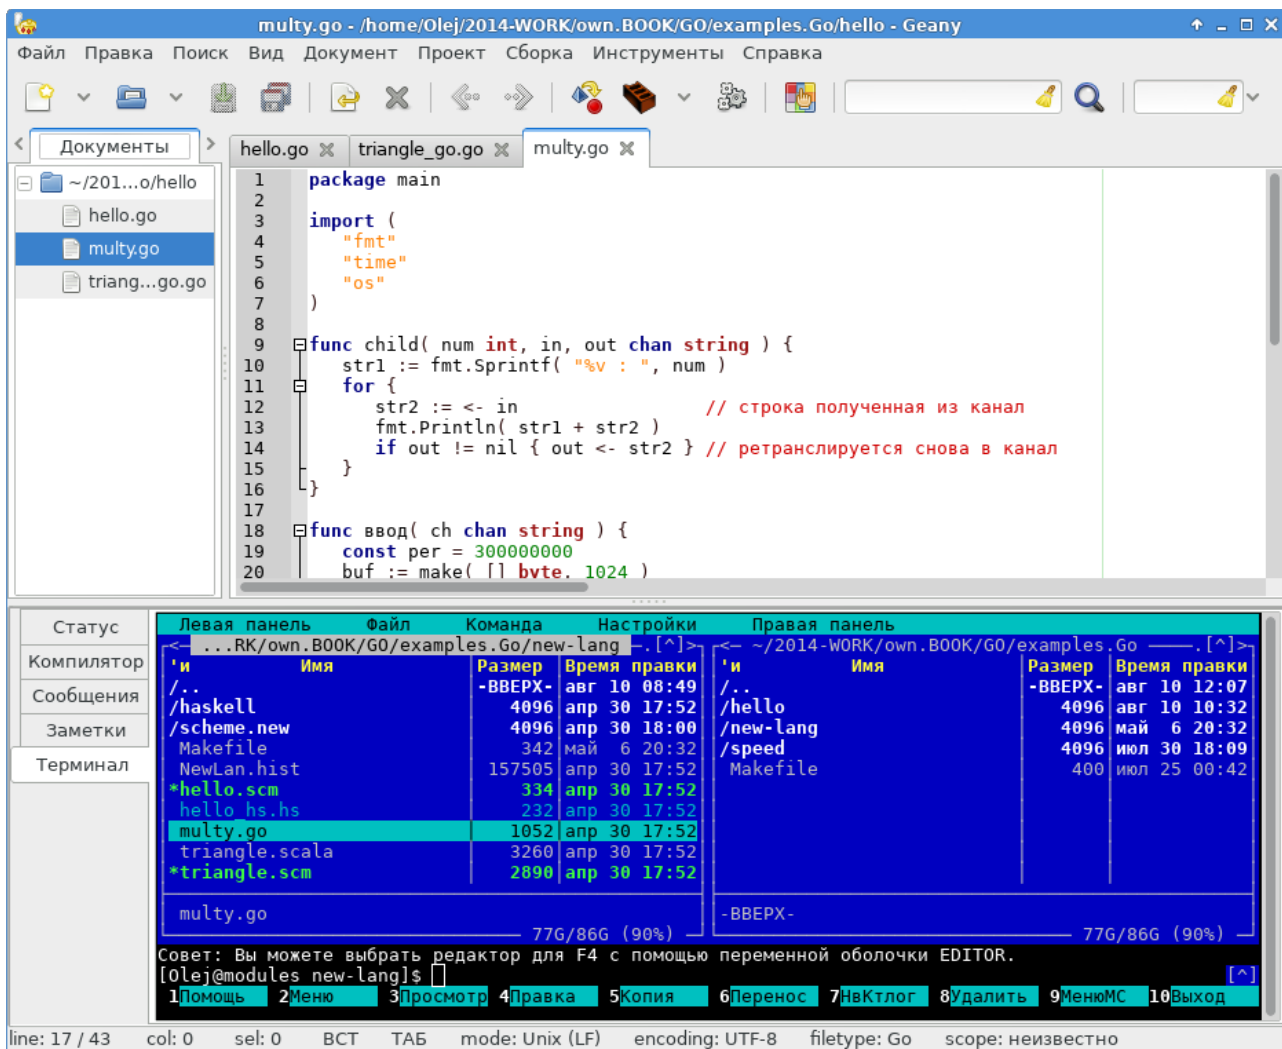 multy.go - /home/Olej/2014-WORK/own.BOOK/GO/examples.Go/hello - Geany
Файл Правка Поиск Вид Документ Проект Сборка Инструменты Справка
Документы
hello.go triangle_go.go multy.go
~/201...o/hello
hello.go
multy.go
triang...go.go
1 package main
2
3 import (
4 "fmt"
5 "time"
6 "os"
7 )
8
9 func child( num int, in, out chan string ) {
10 str1 := fmt.Sprintf( "%v : ", num )
11 for {
12 str2 := <- in // строка полученная из канал
13 fmt.Println( str1 + str2 )
14 if out != nil { out <- str2 } // ретранслируется снова в канал
15 }
16 }
17
18 func ввод( ch chan string ) {
19 const per = 300000000
20 buf := make( [] byte, 1024 )
Статус
Компилятор
Сообщения
Заметки
Терминал
Левая панель Файл Команда Настройки Правая панель
<— ...RK/own.BOOK/GO/examples.Go/new-lang —.[^]>
'и Имя Размер Время правки
/.. -ВВЕРХ- авг 10 08:49
/haskell 4096 апр 30 17:52
/scheme.new 4096 апр 30 18:00
Makefile 342 май 6 20:32
NewLan.hist 157505 апр 30 17:52
*hello.scm 334 апр 30 17:52
hello_hs.hs 232 апр 30 17:52
multy.go 1052 апр 30 17:52
triangle.scala 3260 апр 30 17:52
*triangle.scm 2890 апр 30 17:52
multy.go
77G/86G (90%)
<— ~/2014-WORK/own.BOOK/GO/examples.Go ———.[^]>
'и Имя Размер Время правки
/.. -ВВЕРХ- авг 10 12:07
/hello 4096 авг 10 10:32
/new-lang 4096 май 6 20:32
/speed 4096 июл 30 18:09
Makefile 400 июл 25 00:42
-ВВЕРХ-
77G/86G (90%)
Совет: Вы можете выбрать редактор для F4 с помощью переменной оболочки EDITOR.
[Olej@modules new-lang]$ [^]
1Помощь 2Меню 3Просмотр 4Правка 5Копия 6Перенос 7НвКтлог 8Удалить 9МенюМС 10Выход
line: 17 / 43 col: 0 sel: 0 ВСТ ТАБ mode: Unix (LF) encoding: UTF-8 filetype: Go scope: неизвестно